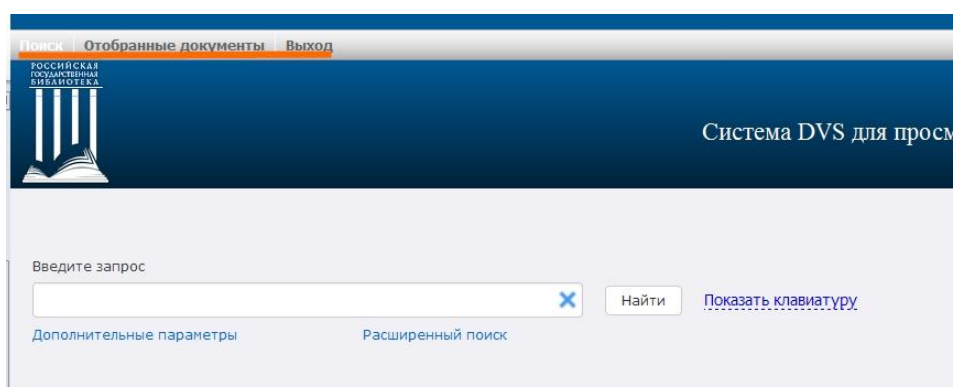 Поиск Отобранные документы Выход
РОССИЙСКАЯ
ГОСУДАРСТВЕННАЯ
БИБЛИОТЕКА
Система DVS для просм
Введите запрос
Найти Показать клавиатуру
Дополнительные параметры Расширенный поиск